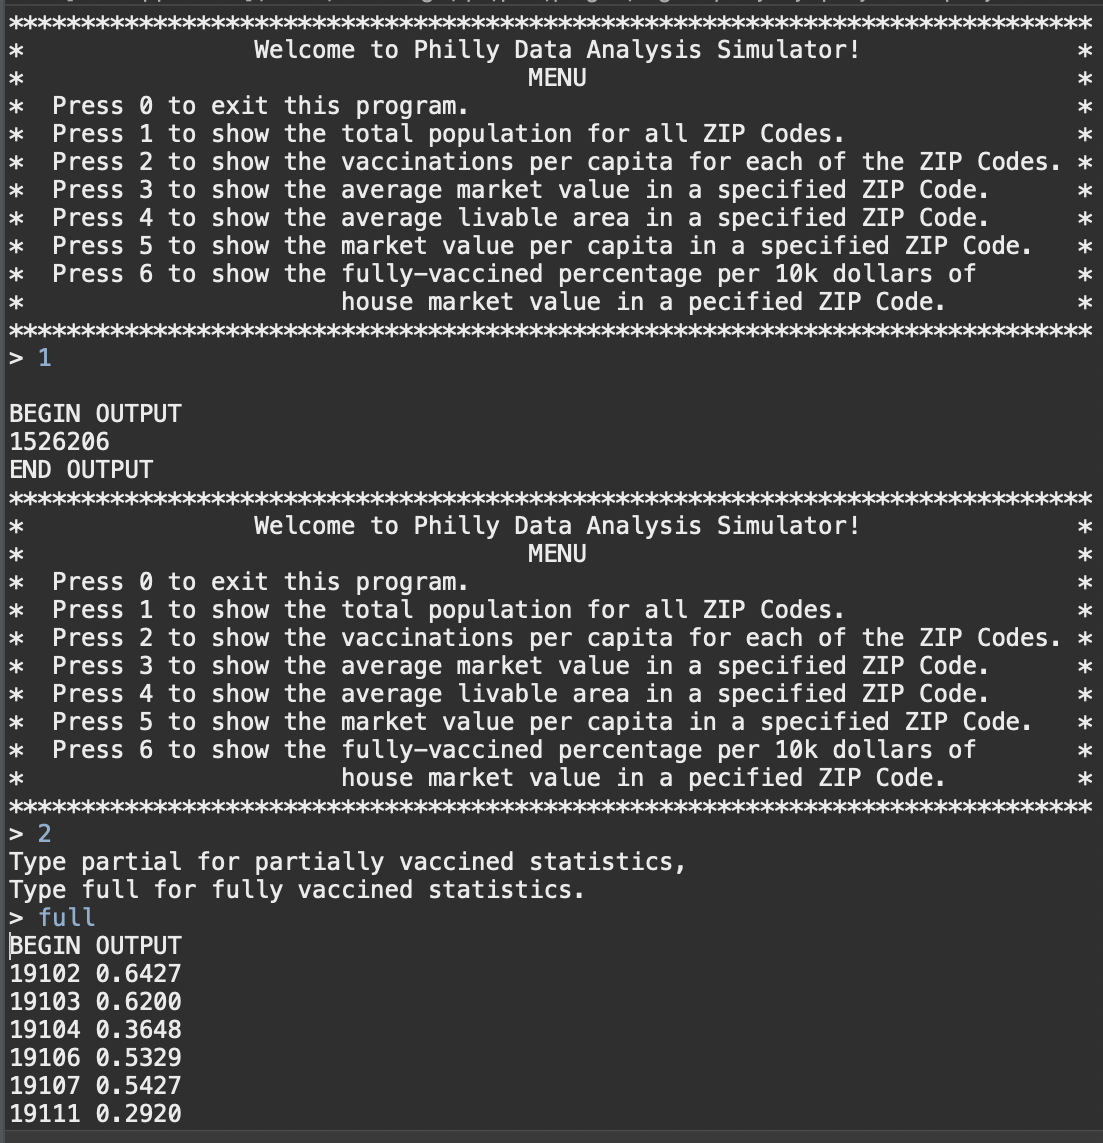 ***************************************************************************
*                Welcome to Philly Data Analysis Simulator!               *
*                                   MENU                                  *
*  Press 0 to exit this program.                                          *
*  Press 1 to show the total population for all ZIP Codes.                *
*  Press 2 to show the vaccinations per capita for each of the ZIP Codes. *
*  Press 3 to show the average market value in a specified ZIP Code.      *
*  Press 4 to show the average livable area in a specified ZIP Code.      *
*  Press 5 to show the market value per capita in a specified ZIP Code.   *
*  Press 6 to show the fully-vaccined percentage per 10k dollars of       *
*                      house market value in a pecified ZIP Code.         *
***************************************************************************
> 1
BEGIN OUTPUT
1526206
END OUTPUT
***************************************************************************
*                Welcome to Philly Data Analysis Simulator!               *
*                                   MENU                                  *
*  Press 0 to exit this program.                                          *
*  Press 1 to show the total population for all ZIP Codes.                *
*  Press 2 to show the vaccinations per capita for each of the ZIP Codes. *
*  Press 3 to show the average market value in a specified ZIP Code.      *
*  Press 4 to show the average livable area in a specified ZIP Code.      *
*  Press 5 to show the market value per capita in a specified ZIP Code.   *
*  Press 6 to show the fully-vaccined percentage per 10k dollars of       *
*                      house market value in a pecified ZIP Code.         *
***************************************************************************
> 2
Type partial for partially vaccined statistics,
Type full for fully vaccined statistics.
> full
BEGIN OUTPUT
19102 0.6427
19103 0.6200
19104 0.3648
19106 0.5329
19107 0.5427
19111 0.2920